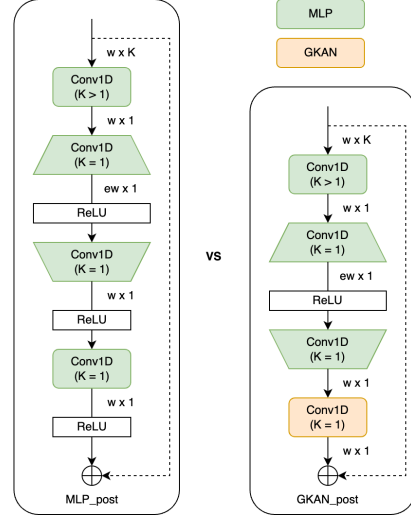 MLP
GKAN
w x K
Conv1D
(K > 1)
w x 1
Conv1D
(K = 1)
ew x 1
ReLU
Conv1D
(K = 1)
w x 1
ReLU
Conv1D
(K = 1)
w x 1
ReLU
MLP_post
VS
w x K
Conv1D
(K > 1)
w x 1
Conv1D
(K = 1)
ew x 1
ReLU
Conv1D
(K = 1)
w x 1
Conv1D
(K = 1)
w x 1
GKAN_post